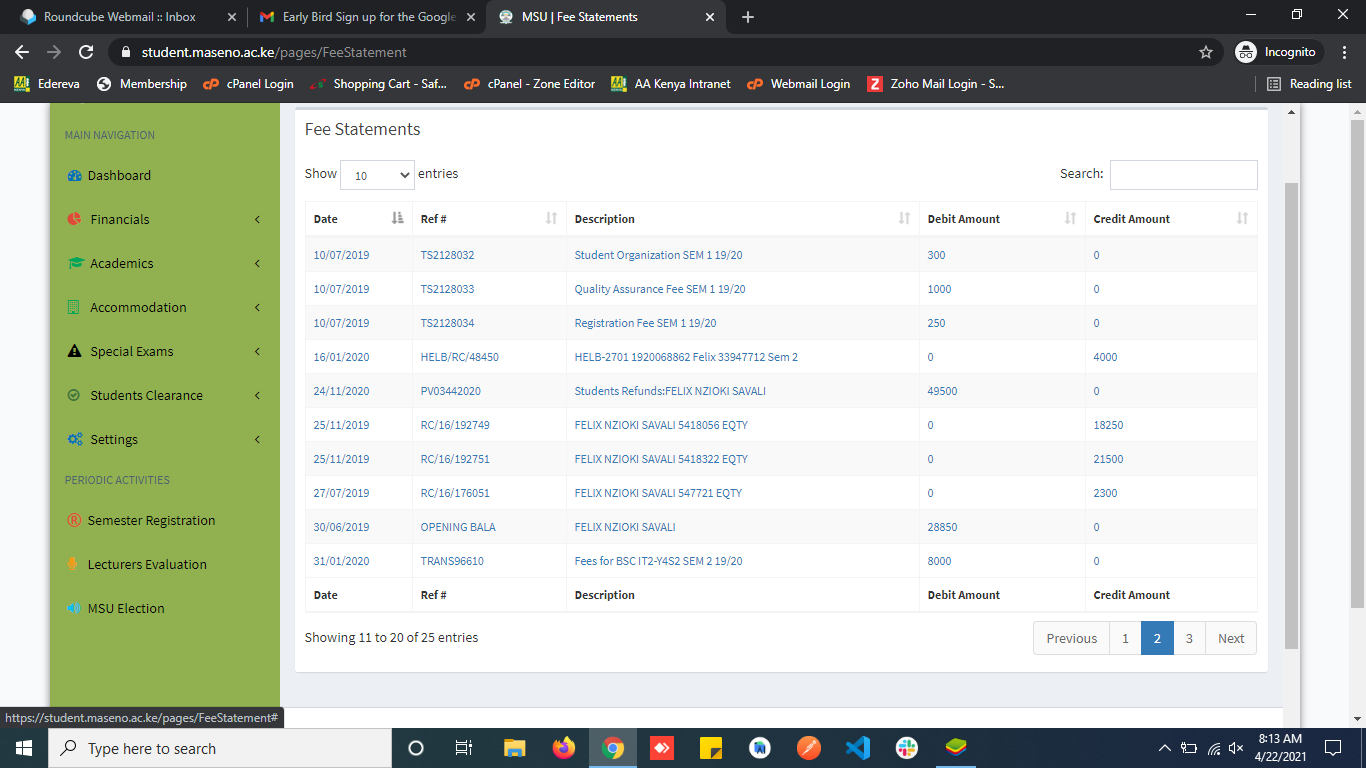 Roundcube Webmail :: Inbox
Early Bird Sign up for the Google
MSU | Fee Statements
student.maseno.ac.ke/pages/FeeStatement
Incognito
Edereva
Membership
cPanel Login
Shopping Cart - Saf...
cPanel - Zone Editor
AA Kenya Intranet
Webmail Login
Zoho Mail Login - S...
Reading list
MAIN NAVIGATION
Dashboard
Financials
Academics
Accommodation
Special Exams
Students Clearance
Settings
PERIODIC ACTIVITIES
Semester Registration
Lecturers Evaluation
MSU Election
Fee Statements
Show 10 entries
Search:
Date Ref # Description Debit Amount Credit Amount
10/07/2019 TS2128032 Student Organization SEM 1 19/20 300 0
10/07/2019 TS2128033 Quality Assurance Fee SEM 1 19/20 1000 0
10/07/2019 TS2128034 Registration Fee SEM 1 19/20 250 0
16/01/2020 HELB/RC/48450 HELB-2701 1920068862 Felix 33947712 Sem 2 0 4000
24/11/2020 PV03442020 Students Refunds:FELIX NZIOKI SAVALI 49500 0
25/11/2019 RC/16/192749 FELIX NZIOKI SAVALI 5418056 EQTY 0 18250
25/11/2019 RC/16/192751 FELIX NZIOKI SAVALI 5418322 EQTY 0 21500
27/07/2019 RC/16/176051 FELIX NZIOKI SAVALI 547721 EQTY 0 2300
30/06/2019 OPENING BALA FELIX NZIOKI SAVALI 28850 0
31/01/2020 TRANS96610 Fees for BSC IT2-Y4S2 SEM 2 19/20 8000 0
Date Ref # Description Debit Amount Credit Amount
Showing 11 to 20 of 25 entries
Previous 1 2 3 Next
https://student.maseno.ac.ke/pages/FeeStatement#
Type here to search
8:13 AM
4/22/2021